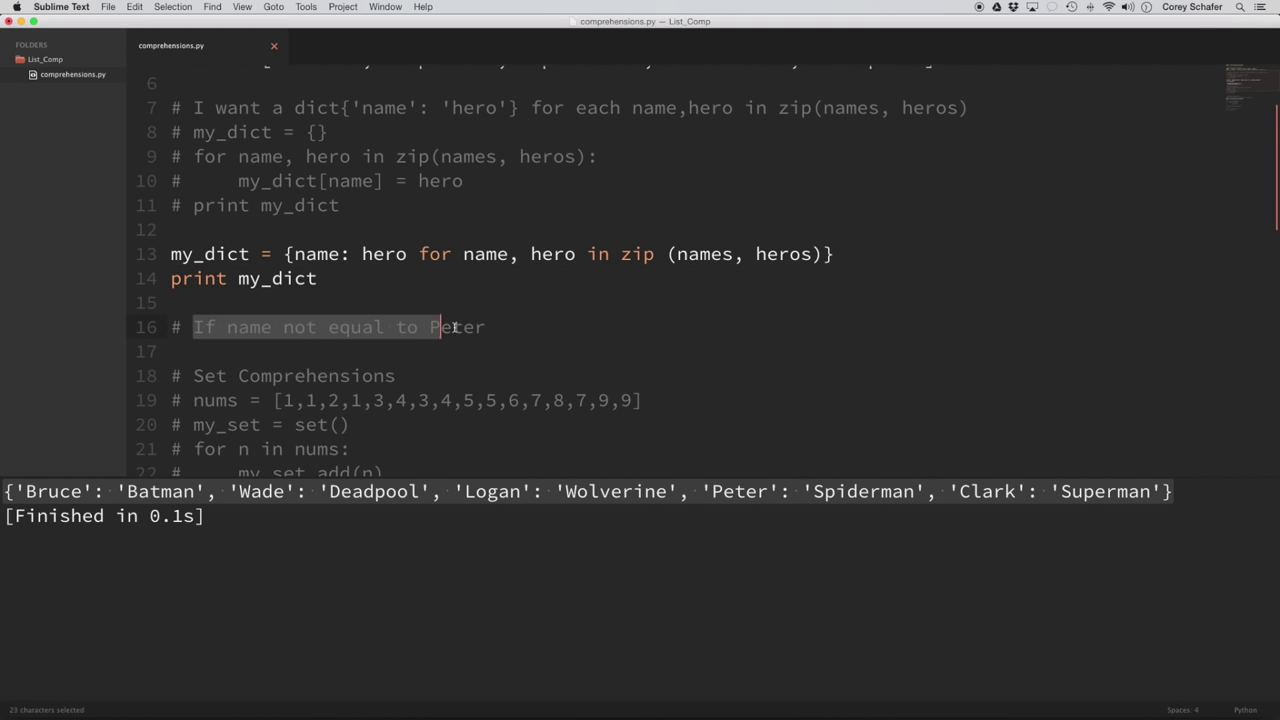 Sublime Text File Edit Selection Find View Goto Tools Project Window Help Corey Schafer
comprehensions.py — List_Comp
FOLDERS
List_Comp
comprehensions.py
comprehensions.py
6
7 # I want a dict{'name': 'hero'} for each name,hero in zip(names, heros)
8 # my_dict = {}
9 # for name, hero in zip(names, heros):
10 #     my_dict[name] = hero
11 # print my_dict
12
13 my_dict = {name: hero for name, hero in zip (names, heros)}
14 print my_dict
15
16 # If name not equal to Peter
17
18 # Set Comprehensions
19 # nums = [1,1,2,1,3,4,3,4,5,5,6,7,8,7,9,9]
20 # my_set = set()
21 # for n in nums:
22 #     my_set.add(n)
{'Bruce': 'Batman', 'Wade': 'Deadpool', 'Logan': 'Wolverine', 'Peter': 'Spiderman', 'Clark': 'Superman'}
[Finished in 0.1s]
23 characters selected
Spaces: 4 Python